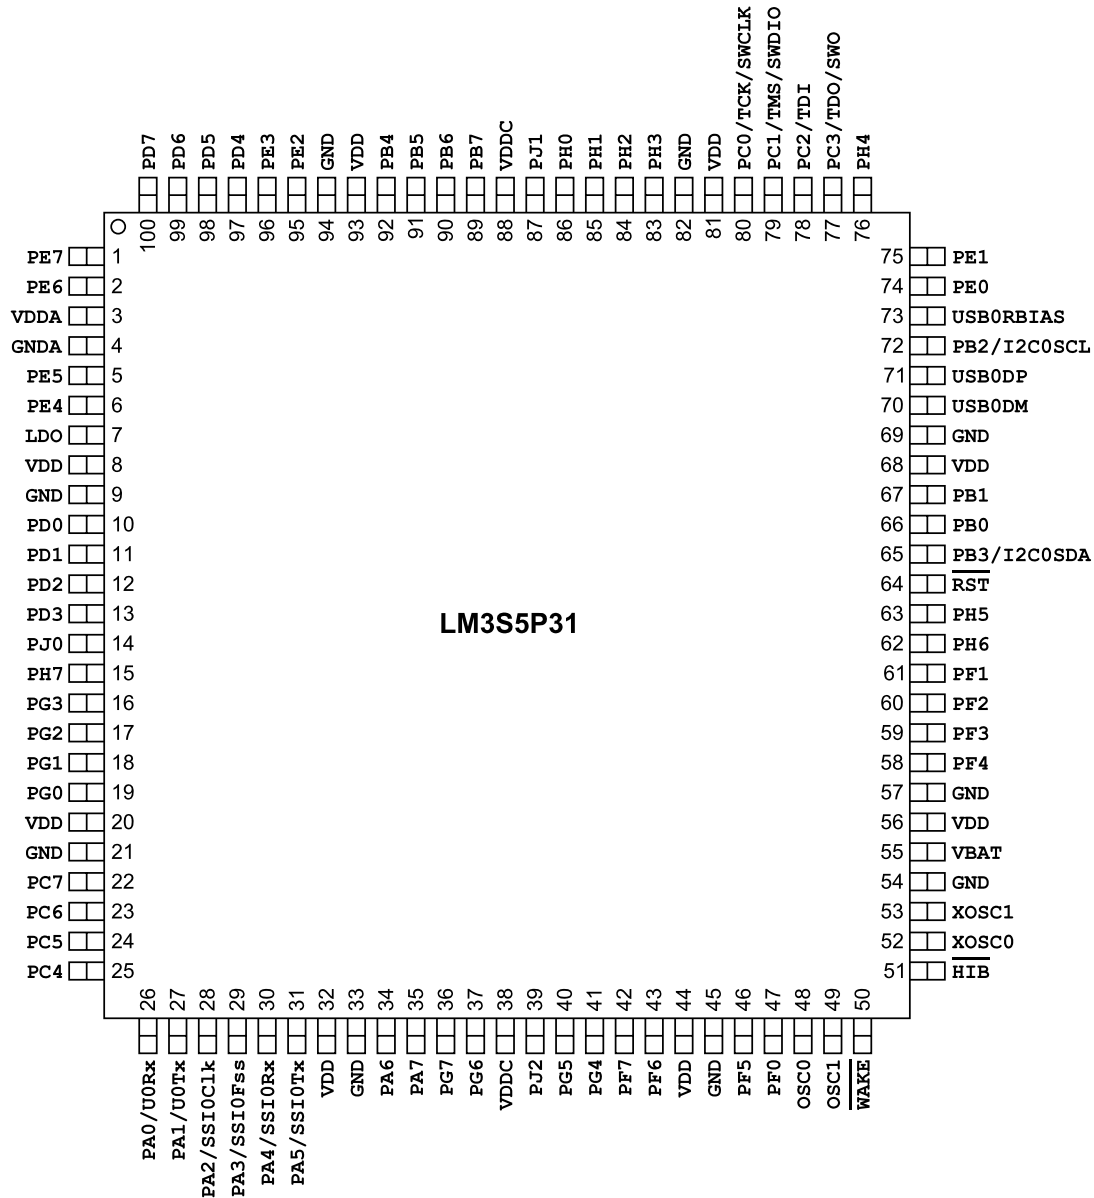 PC0/TCK/SWCLK
PC1/TMS/SWDIO
PC2/TDI
PC3/TDO/SWO
PD7
PD6
PD5
PD4
PE3
PE2
GND
VDD
PB4
PB5
PB6
PB7
VDDC
PJ1
PH0
PH1
PH2
PH3
GND
VDD
PH4
100
99
98
97
96
95
94
93
92
91
90
89
88
87
86
85
84
83
82
81
80
79
78
77
76
PE7 1
PE6 2
VDDA 3
GNDA 4
PE5 5
PE4 6
LDO 7
VDD 8
GND 9
PD0 10
PD1 11
PD2 12
PD3 13
PJ0 14
PH7 15
PG3 16
PG2 17
PG1 18
PG0 19
VDD 20
GND 21
PC7 22
PC6 23
PC5 24
PC4 25
LM3S5P31
75 PE1
74 PE0
73 USB0RBIAS
72 PB2/I2C0SCL
71 USB0DP
70 USB0DM
69 GND
68 VDD
67 PB1
66 PB0
65 PB3/I2C0SDA
64 RST
63 PH5
62 PH6
61 PF1
60 PF2
59 PF3
58 PF4
57 GND
56 VDD
55 VBAT
54 GND
53 XOSC1
52 XOSC0
51 HIB
26
27
28
29
30
31
32
33
34
35
36
37
38
39
40
41
42
43
44
45
46
47
48
49
50
PA0/U0Rx
PA1/U0Tx
PA2/SSI0Clk
PA3/SSI0Fss
PA4/SSI0Rx
PA5/SSI0Tx
VDD
GND
PA6
PA7
PG7
PG6
VDDC
PJ2
PG5
PG4
PF7
PF6
VDD
GND
PF5
PF0
OSC0
OSC1
WAKE